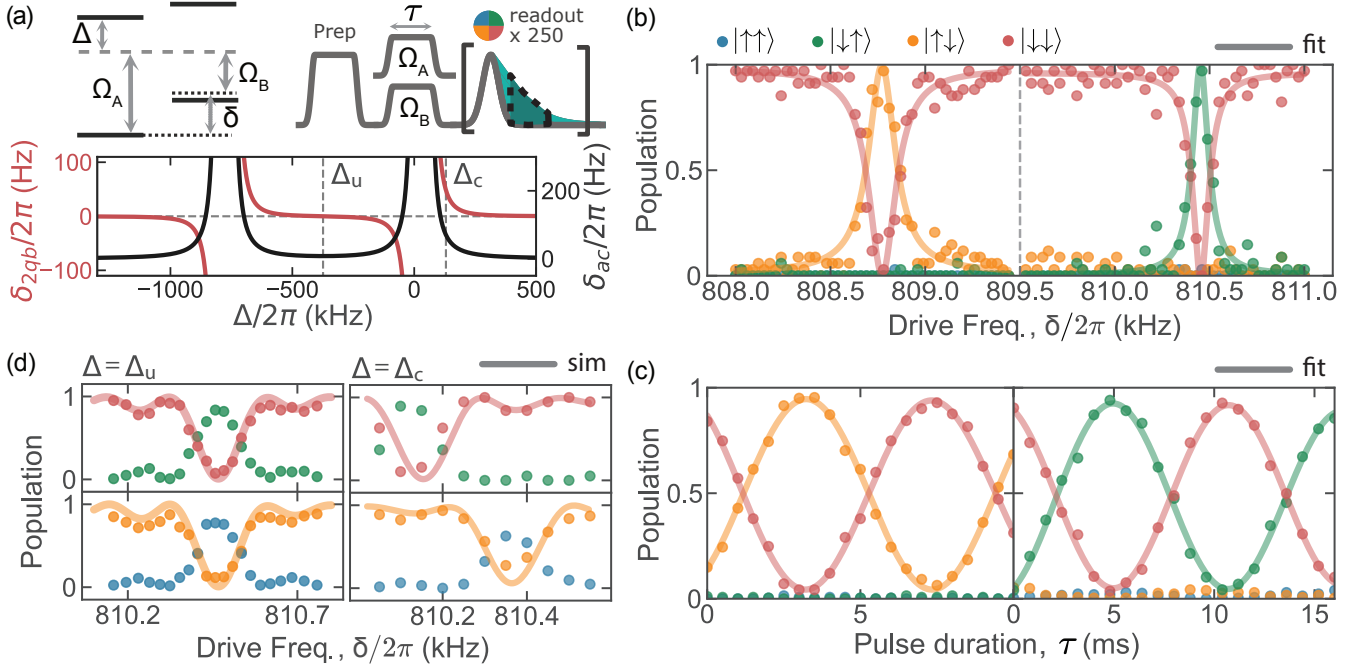 (a)
Δ
Ω_A
Ω_B
δ
Prep
τ
Ω_A
Ω_B
readout
x 250
δ_2qb/2π (Hz)
100
0
−100
Δ_u
Δ_c
200
0
δ_ac/2π (Hz)
−1000
−500
0
500
Δ/2π (kHz)
(b)
|↑↑⟩
|↓↑⟩
|↑↓⟩
|↓↓⟩
fit
Population
1
0.5
0
808.0
808.5
809.0
809.5
810.0
810.5
811.0
Drive Freq., δ/2π (kHz)
(d)
Δ = Δ_u
Δ = Δ_c
sim
Population
1
0
1
0
810.2
810.7
810.2
810.4
Drive Freq., δ/2π (kHz)
(c)
fit
Population
1
0.5
0
0
5
0
5
10
15
Pulse duration, τ (ms)